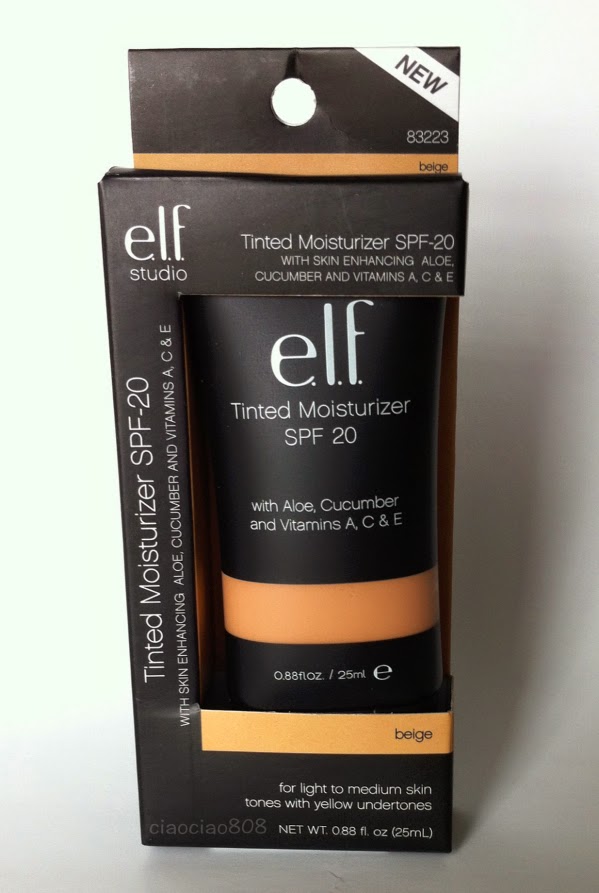 NEW
83223
beige
e.l.f.
studio
Tinted Moisturizer SPF-20
WITH SKIN ENHANCING ALOE,
CUCUMBER AND VITAMINS A, C & E
Tinted Moisturizer SPF-20
WITH SKIN ENHANCING ALOE, CUCUMBER AND VITAMINS A, C & E
e.l.f.
Tinted Moisturizer
SPF 20
with Aloe, Cucumber
and Vitamins A, C & E
0.88fl.oz. / 25ml e
beige
for light to medium skin
tones with yellow undertones
ciaociao808
NET WT. 0.88 fl. oz (25mL)